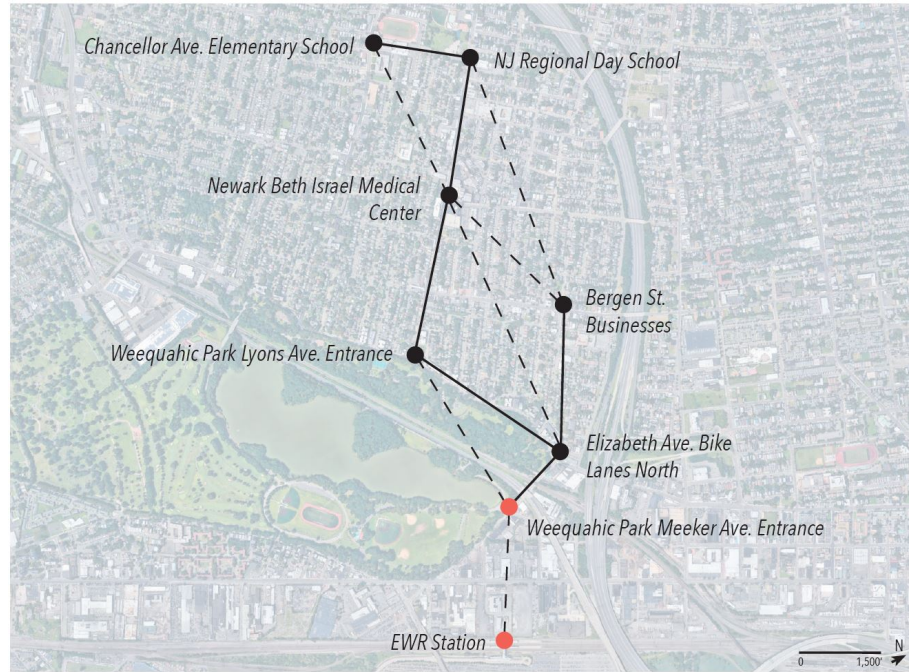 Chancellor Ave. Elementary School
NJ Regional Day School
Newark Beth Israel Medical
Center
Bergen St.
Businesses
Weequahic Park Lyons Ave. Entrance
Elizabeth Ave. Bike
Lanes North
Weequahic Park Meeker Ave. Entrance
EWR Station
N
0 1,500'